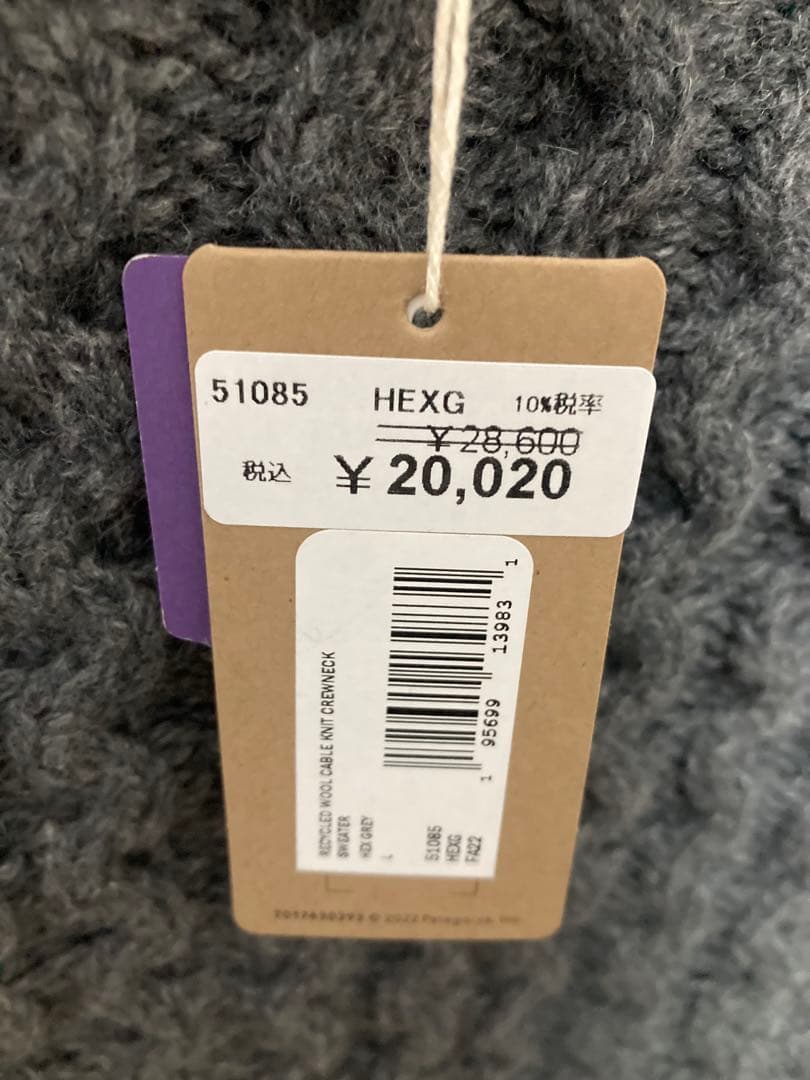 51085 HEXG 10%税率
¥28,600
税込 ¥20,020
1 95699 13983 1
RECYCLED WOOL CABLE KNIT CREWNECK
SWEATER
HEX GREY
L
51085
HEXG
FA22
© 2022 Patagonia, Inc.